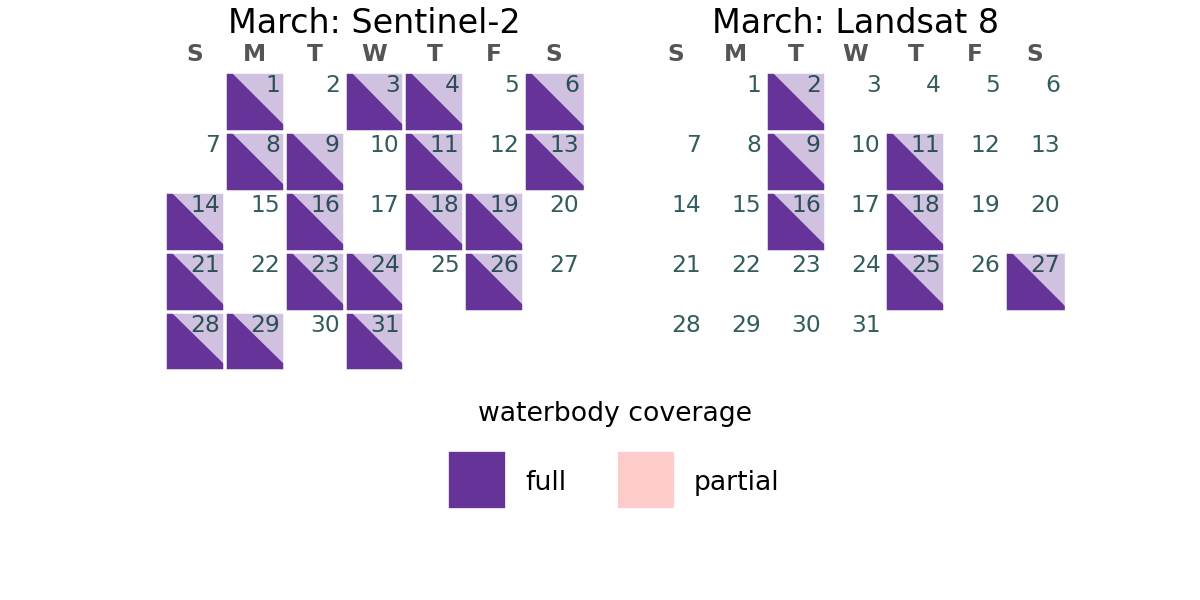 March: Sentinel-2
S M T W T F S
1 2 3 4 5 6
7 8 9 10 11 12 13
14 15 16 17 18 19 20
21 22 23 24 25 26 27
28 29 30 31
March: Landsat 8
S M T W T F S
1 2 3 4 5 6
7 8 9 10 11 12 13
14 15 16 17 18 19 20
21 22 23 24 25 26 27
28 29 30 31
waterbody coverage
full partial